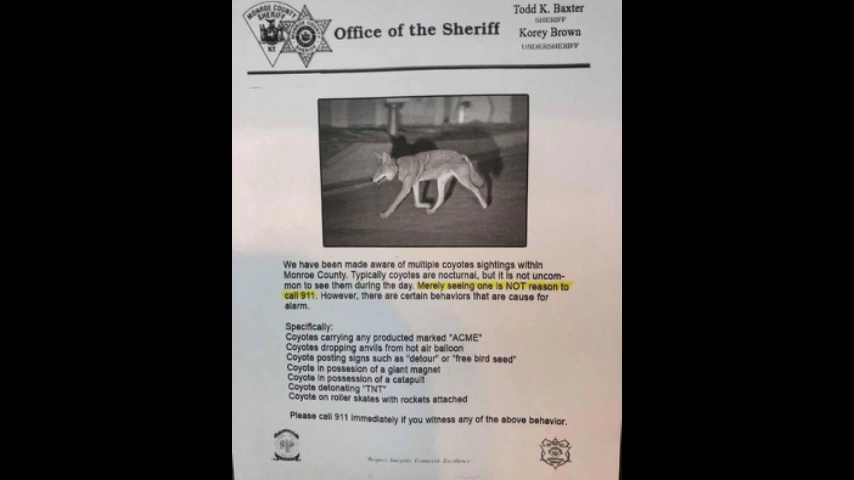 MONROE COUNTY
SHERIFF
N.Y.
Office of the Sheriff
Todd K. Baxter
SHERIFF
Korey Brown
UNDERSHERIFF
We have been made aware of multiple coyotes sightings within
Monroe County. Typically coyotes are nocturnal, but it is not uncom-
mon to see them during the day. Merely seeing one is NOT reason to
call 911. However, there are certain behaviors that are cause for
alarm.
Specifically:
Coyotes carrying any producted marked "ACME"
Coyotes dropping anvils from hot air balloon
Coyote posting signs such as "detour" or "free bird seed"
Coyote in possesion of a giant magnet
Coyote in possession of a catapult
Coyote detonating "TNT"
Coyote on roller skates with rockets attached
Please call 911 immediately if you witness any of the above behavior.